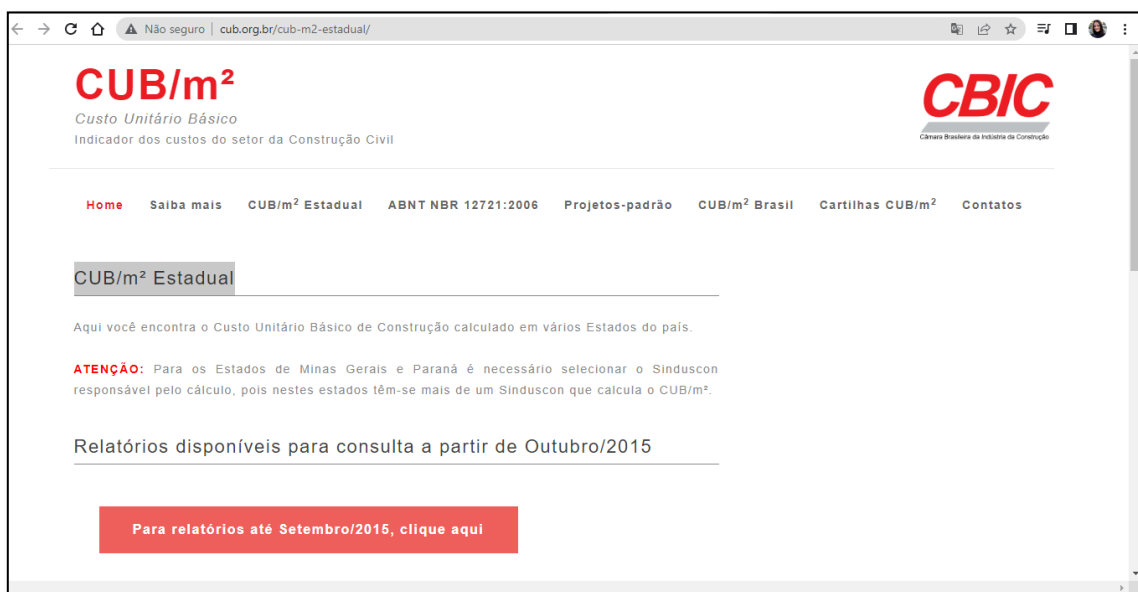 Não seguro | cub.org.br/cub-m2-estadual/
CUB/m²
Custo Unitário Básico
Indicador dos custos do setor da Construção Civil
CBIC
Câmara Brasileira da Indústria da Construção
Home Saiba mais CUB/m² Estadual ABNT NBR 12721:2006 Projetos-padrão CUB/m² Brasil Cartilhas CUB/m² Contatos
CUB/m² Estadual
Aqui você encontra o Custo Unitário Básico de Construção calculado em vários Estados do país.
ATENÇÃO: Para os Estados de Minas Gerais e Paraná é necessário selecionar o Sinduscon
responsável pelo cálculo, pois nestes estados têm-se mais de um Sinduscon que calcula o CUB/m².
Relatórios disponíveis para consulta a partir de Outubro/2015
Para relatórios até Setembro/2015, clique aqui